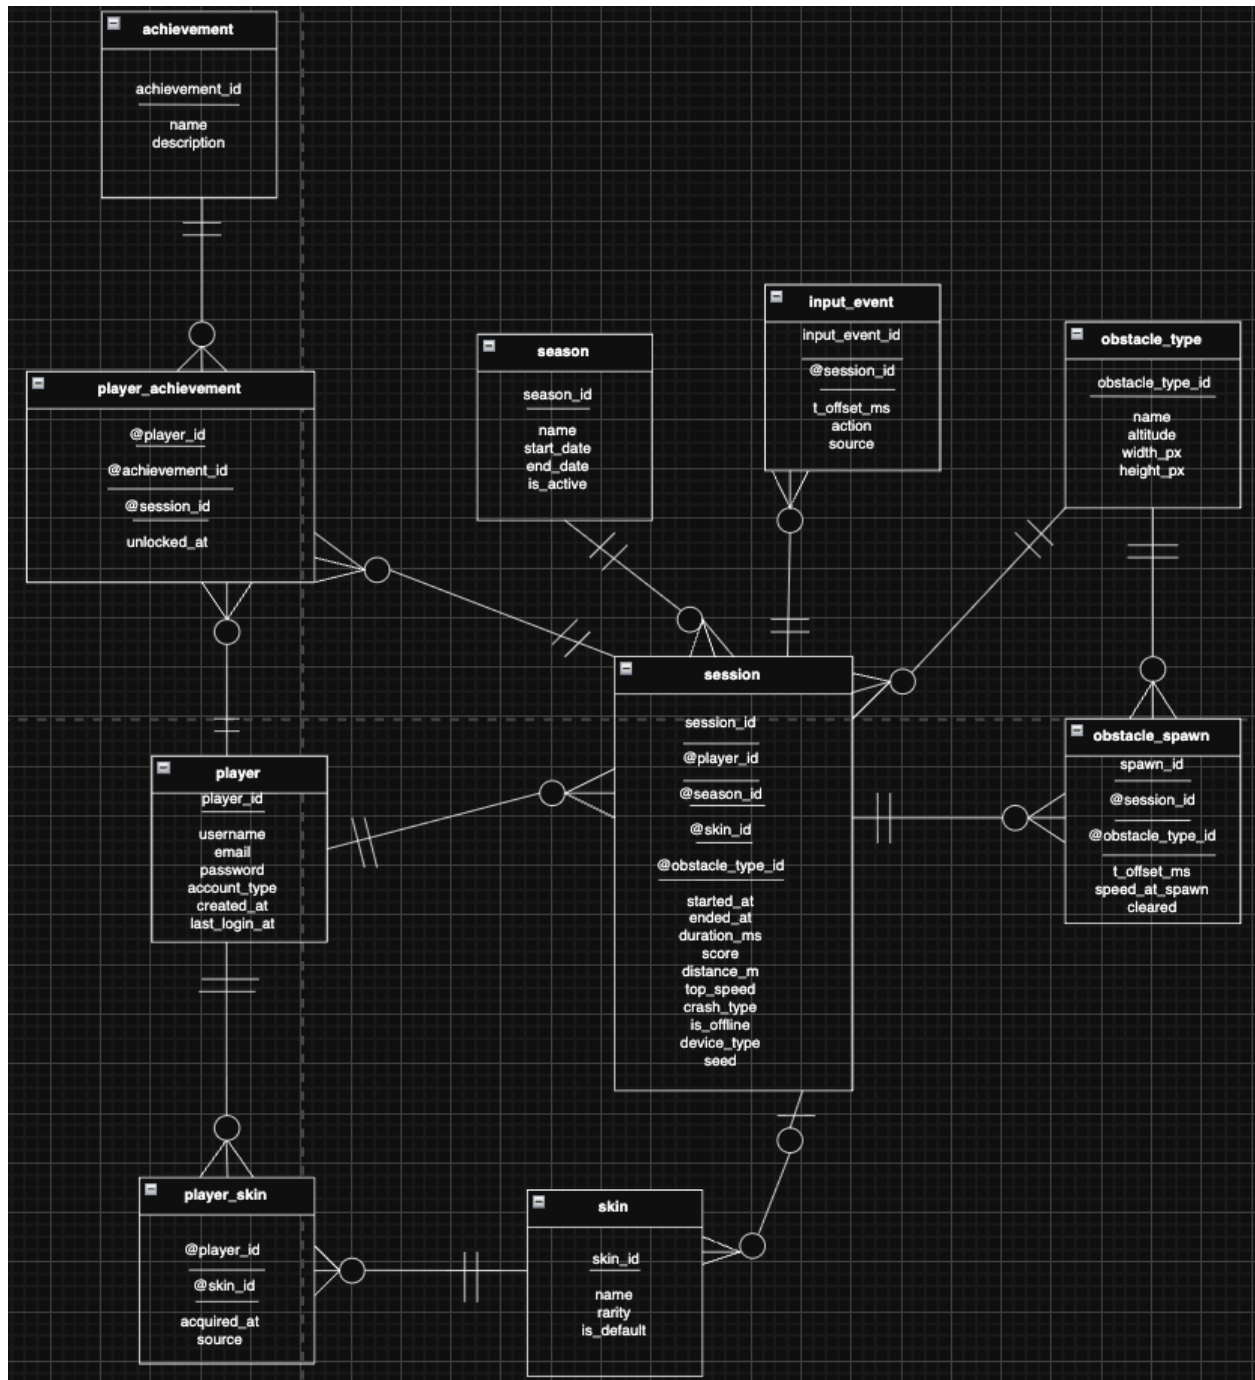 achievement
achievement_id
name
description
player_achievement
@player_id
@achievement_id
@session_id
unlocked_at
season
season_id
name
start_date
end_date
is_active
input_event
input_event_id
@session_id
t_offset_ms
action
source
obstacle_type
obstacle_type_id
name
altitude
width_px
height_px
session
session_id
@player_id
@season_id
@skin_id
@obstacle_type_id
started_at
ended_at
duration_ms
score
distance_m
top_speed
crash_type
is_offline
device_type
seed
obstacle_spawn
spawn_id
@session_id
@obstacle_type_id
t_offset_ms
speed_at_spawn
cleared
player
player_id
username
email
password
account_type
created_at
last_login_at
player_skin
@player_id
@skin_id
acquired_at
source
skin
skin_id
name
rarity
is_default